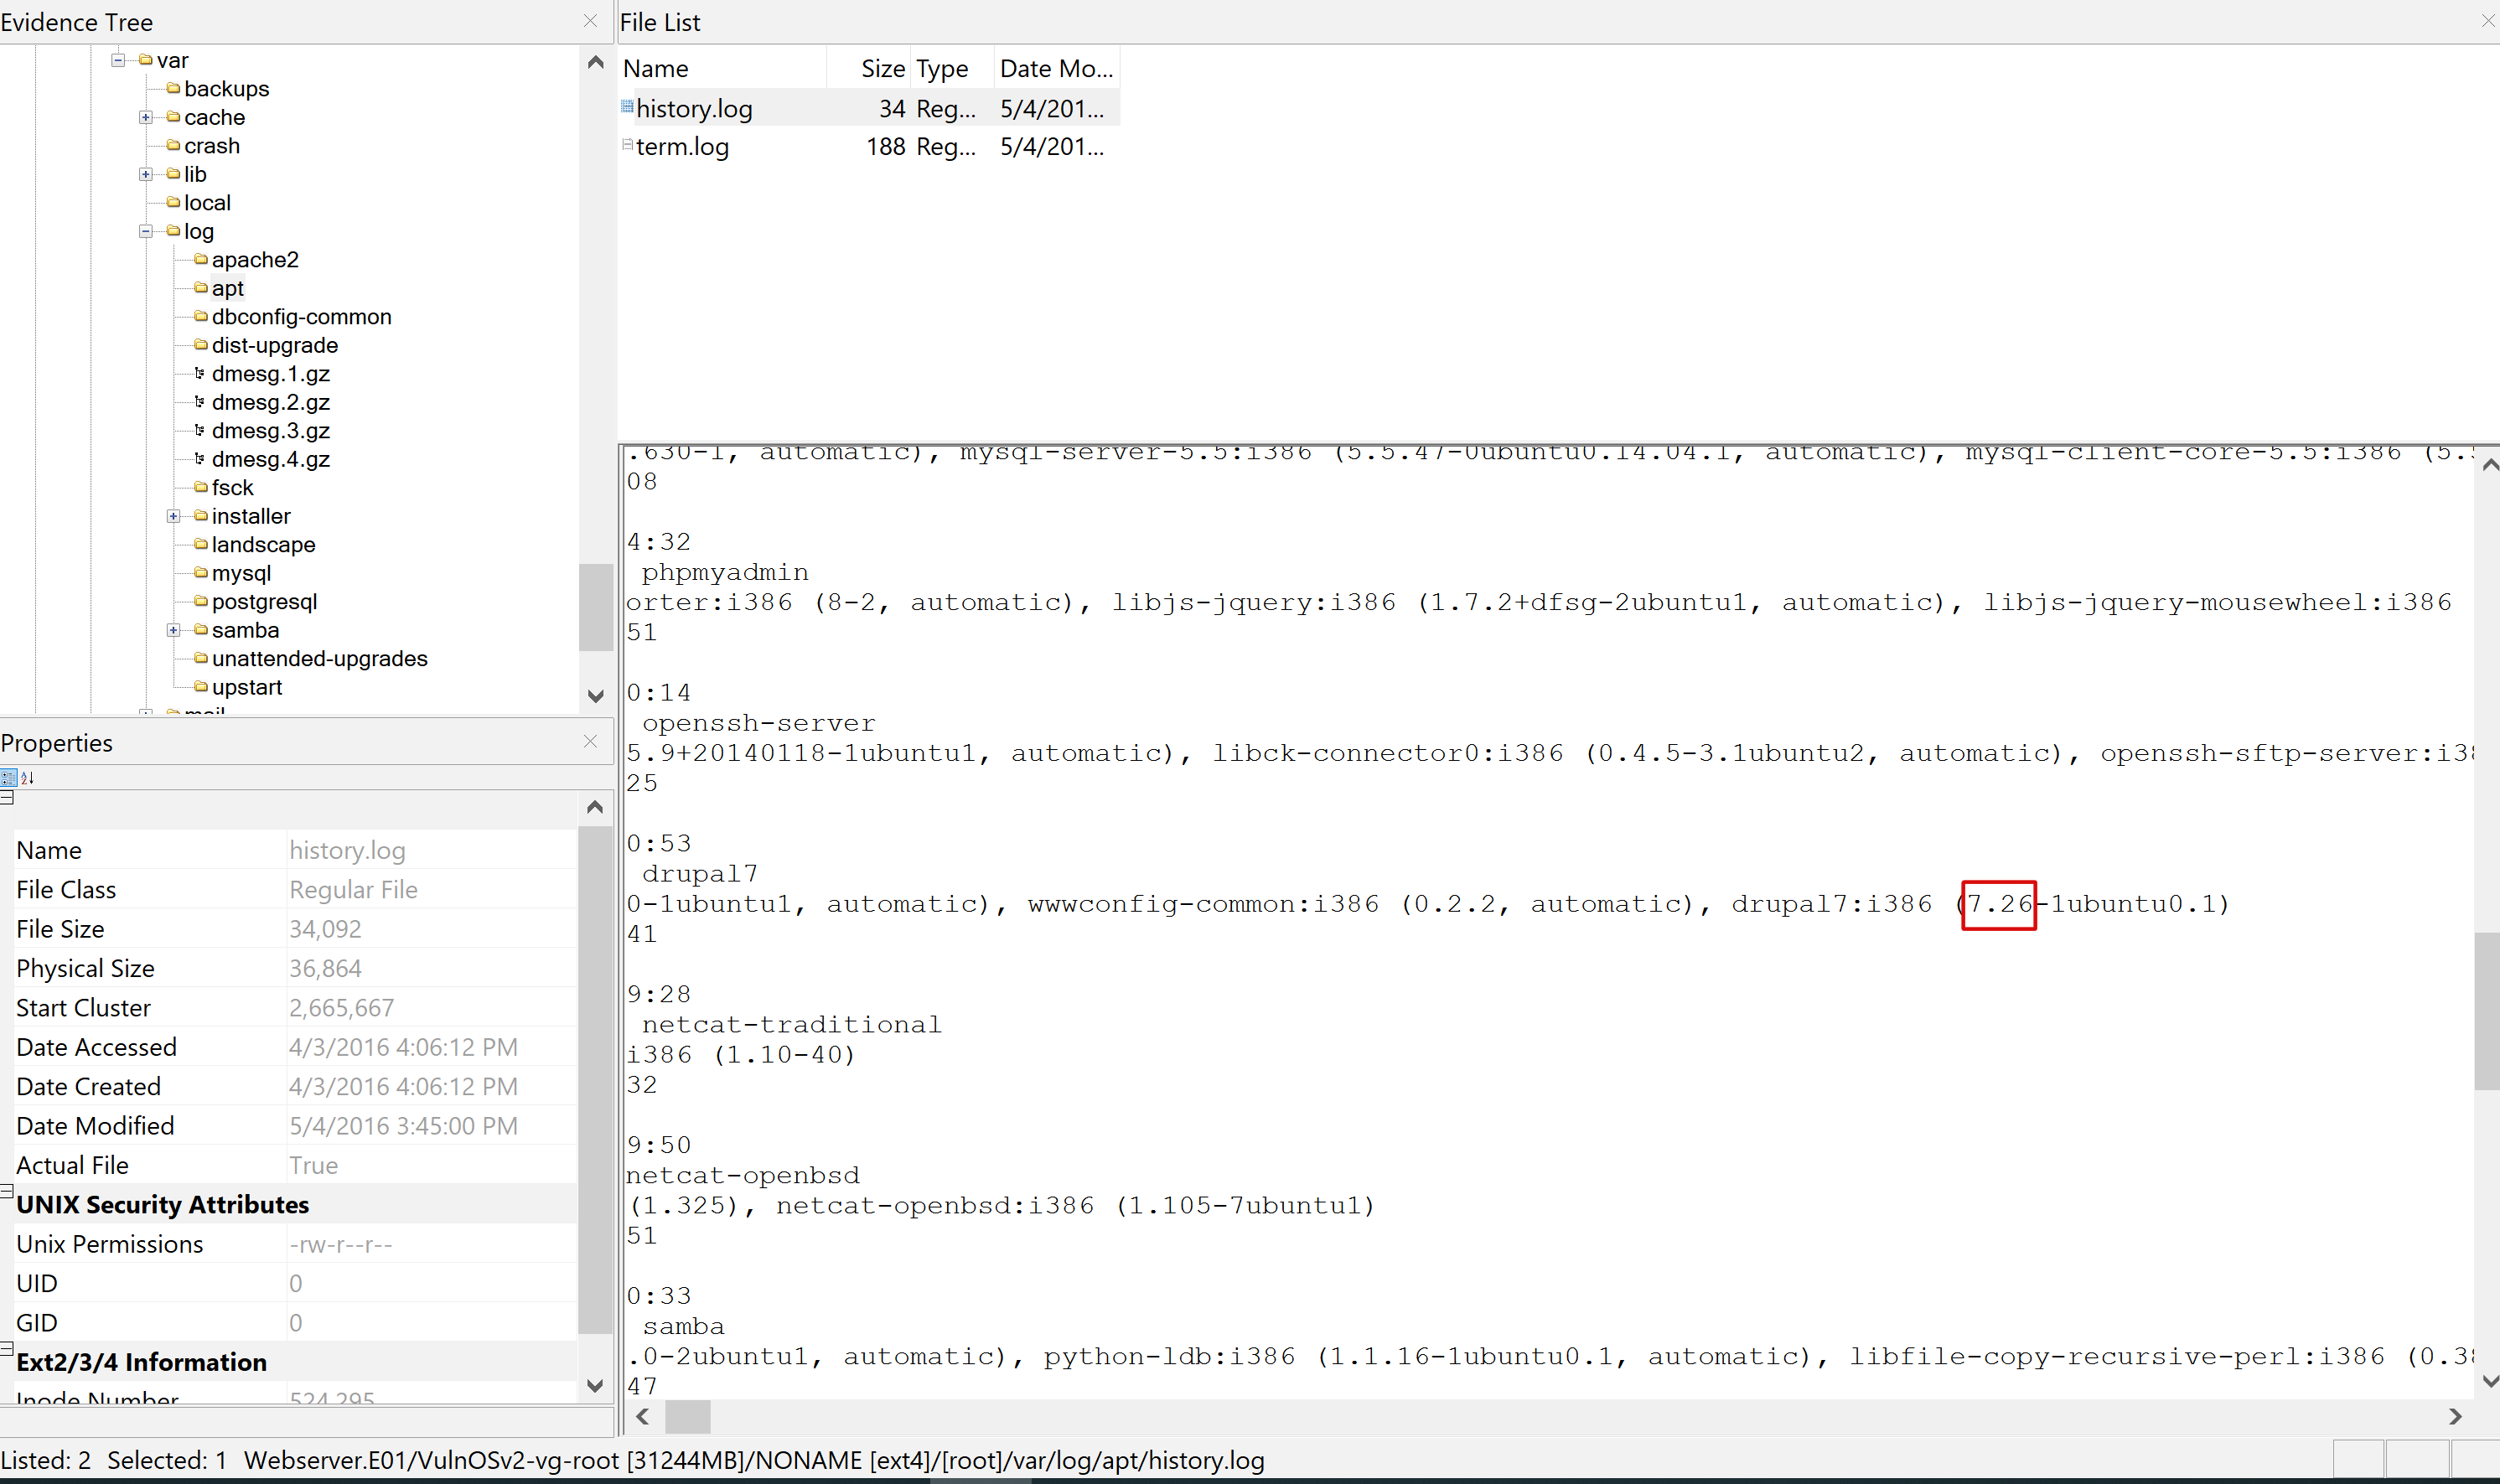 Evidence Tree
var
backups
cache
crash
lib
local
log
apache2
apt
dbconfig-common
dist-upgrade
dmesg.1.gz
dmesg.2.gz
dmesg.3.gz
dmesg.4.gz
fsck
installer
landscape
mysql
postgresql
samba
unattended-upgrades
upstart
mail
Properties
Name history.log
File Class Regular File
File Size 34,092
Physical Size 36,864
Start Cluster 2,665,667
Date Accessed 4/3/2016 4:06:12 PM
Date Created 4/3/2016 4:06:12 PM
Date Modified 5/4/2016 3:45:00 PM
Actual File True
UNIX Security Attributes
Unix Permissions -rw-r--r--
UID 0
GID 0
Ext2/3/4 Information
Inode Number 524,295
File List
Name Size Type Date Mo...
history.log 34 Reg... 5/4/201...
term.log 188 Reg... 5/4/201...
.630-1, automatic), mysql-server-5.5:i386 (5.5.47-0ubuntu0.14.04.1, automatic), mysql-client-core-5.5:i386 (5.5
08
4:32
phpmyadmin
orter:i386 (8-2, automatic), libjs-jquery:i386 (1.7.2+dfsg-2ubuntu1, automatic), libjs-jquery-mousewheel:i386
51
0:14
openssh-server
5.9+20140118-1ubuntu1, automatic), libck-connector0:i386 (0.4.5-3.1ubuntu2, automatic), openssh-sftp-server:i38
25
0:53
drupal7
0-1ubuntu1, automatic), wwwconfig-common:i386 (0.2.2, automatic), drupal7:i386 (7.26-1ubuntu0.1)
41
9:28
netcat-traditional
i386 (1.10-40)
32
9:50
netcat-openbsd
(1.325), netcat-openbsd:i386 (1.105-7ubuntu1)
51
0:33
samba
.0-2ubuntu1, automatic), python-ldb:i386 (1.1.16-1ubuntu0.1, automatic), libfile-copy-recursive-perl:i386 (0.38
47
Listed: 2 Selected: 1 Webserver.E01/VulnOSv2-vg-root [31244MB]/NONAME [ext4]/[root]/var/log/apt/history.log